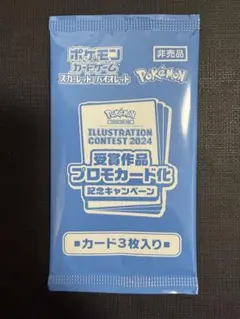 ポケモン
カードゲーム
スカーレット&バイオレット
非売品
Pokémon
Pokémon
ILLUSTRATION
CONTEST 2024
受賞作品
プロモカード化
記念キャンペーン
■カード3枚入り■